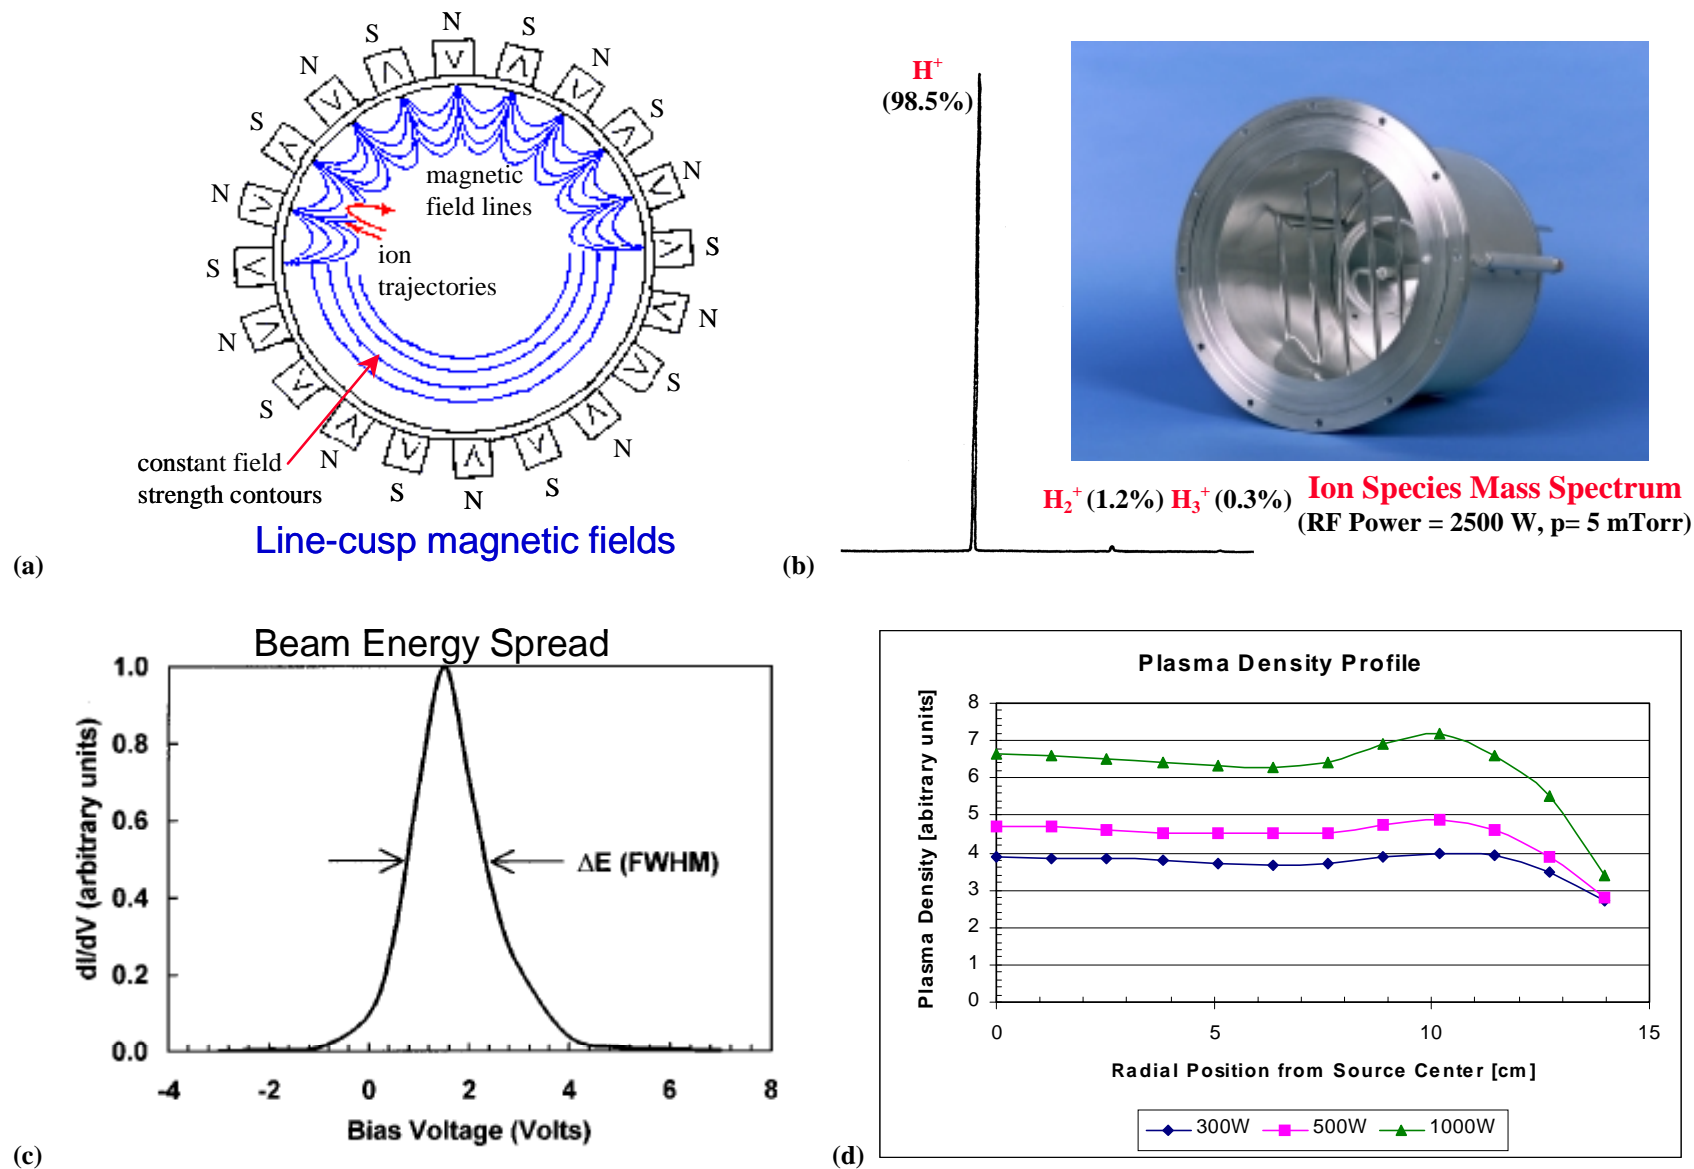 N
S
S
N
N
N
S
S
N
N
magnetic
field lines
S
S
ion
trajectories
N
N
S
S
constant field
strength contours
N
N
S
S
N
Line-cusp magnetic fields
(a)
H+
(98.5%)
H2+ (1.2%) H3+ (0.3%)
Ion Species Mass Spectrum
(RF Power = 2500 W, p= 5 mTorr)
(b)
Beam Energy Spread
1.0
0.8
0.6
0.4
0.2
0.0
dI/dV (arbitrary units)
ΔE (FWHM)
-4 -2 0 2 4 6 8
Bias Voltage (Volts)
(c)
Plasma Density Profile
Plasma Density [abitrary units]
8
7
6
5
4
3
2
1
0
0 5 10 15
Radial Position from Source Center [cm]
300W 500W 1000W
(d)